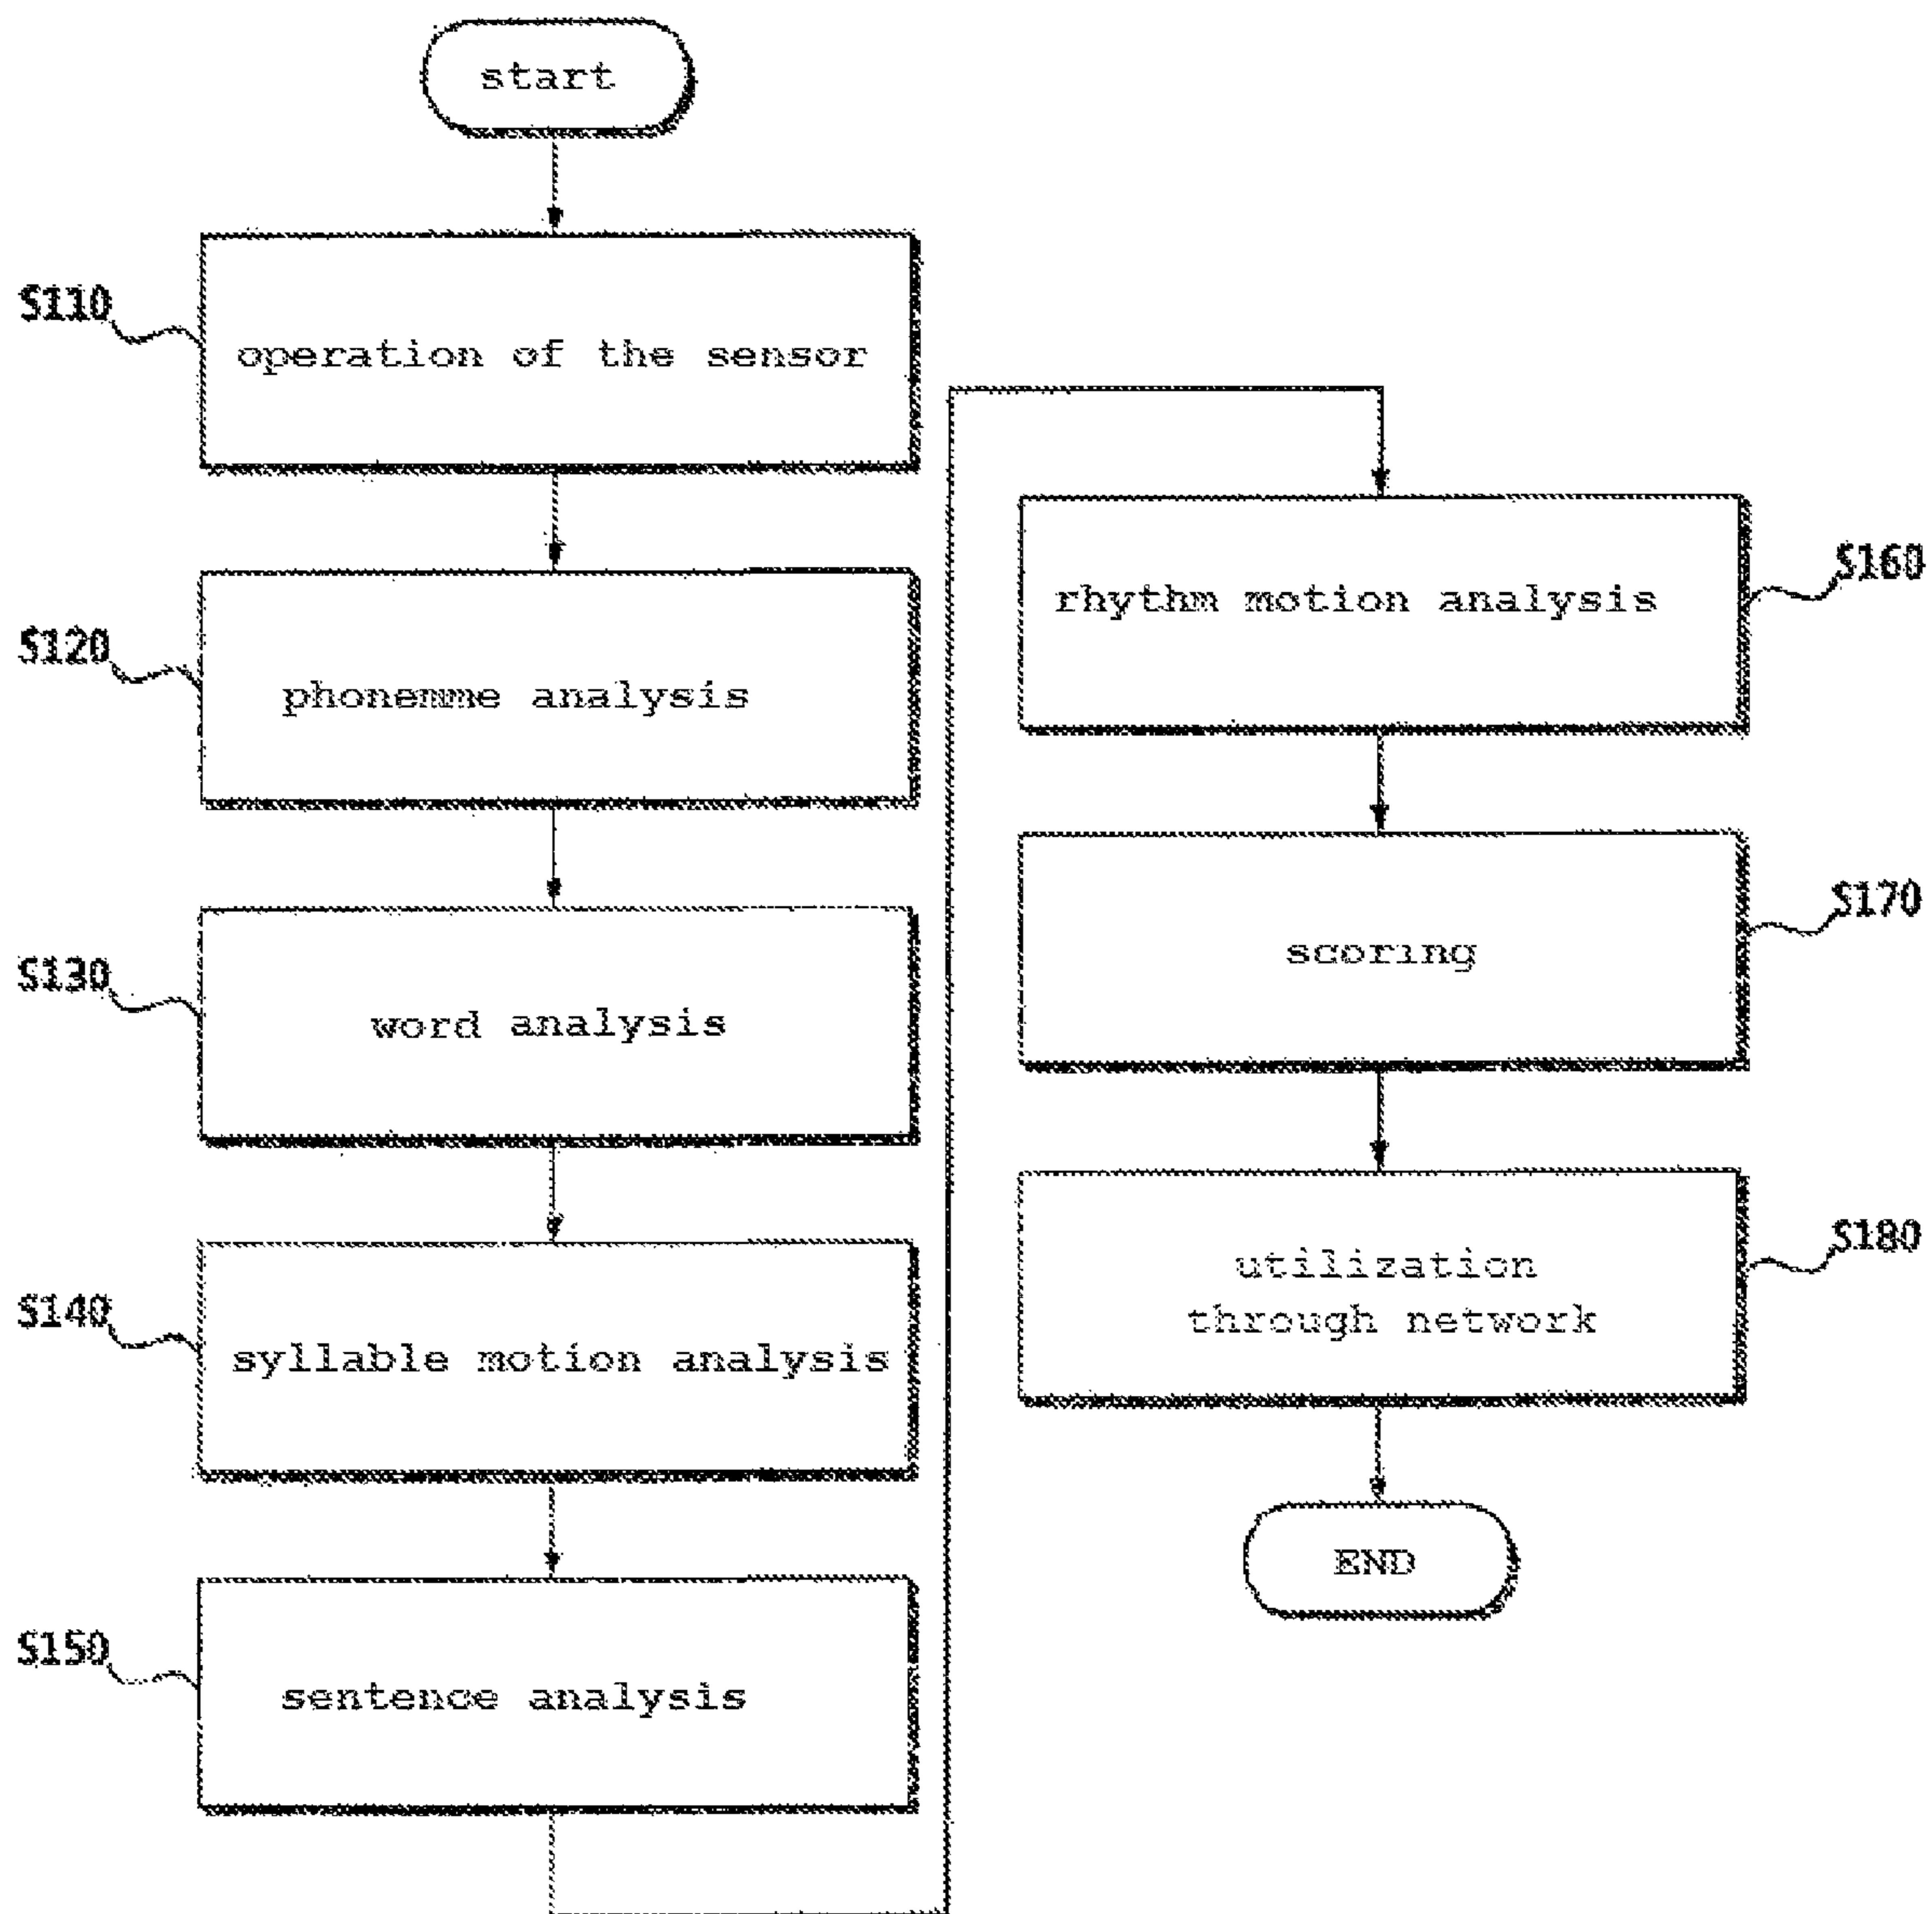 start
S110
operation of the sensor
S120
phonemme analysis
S130
word analysis
S140
syllable motion analysis
S150
sentence analysis
rhythm motion analysis
S160
scoring
S170
utilization
through network
S180
END